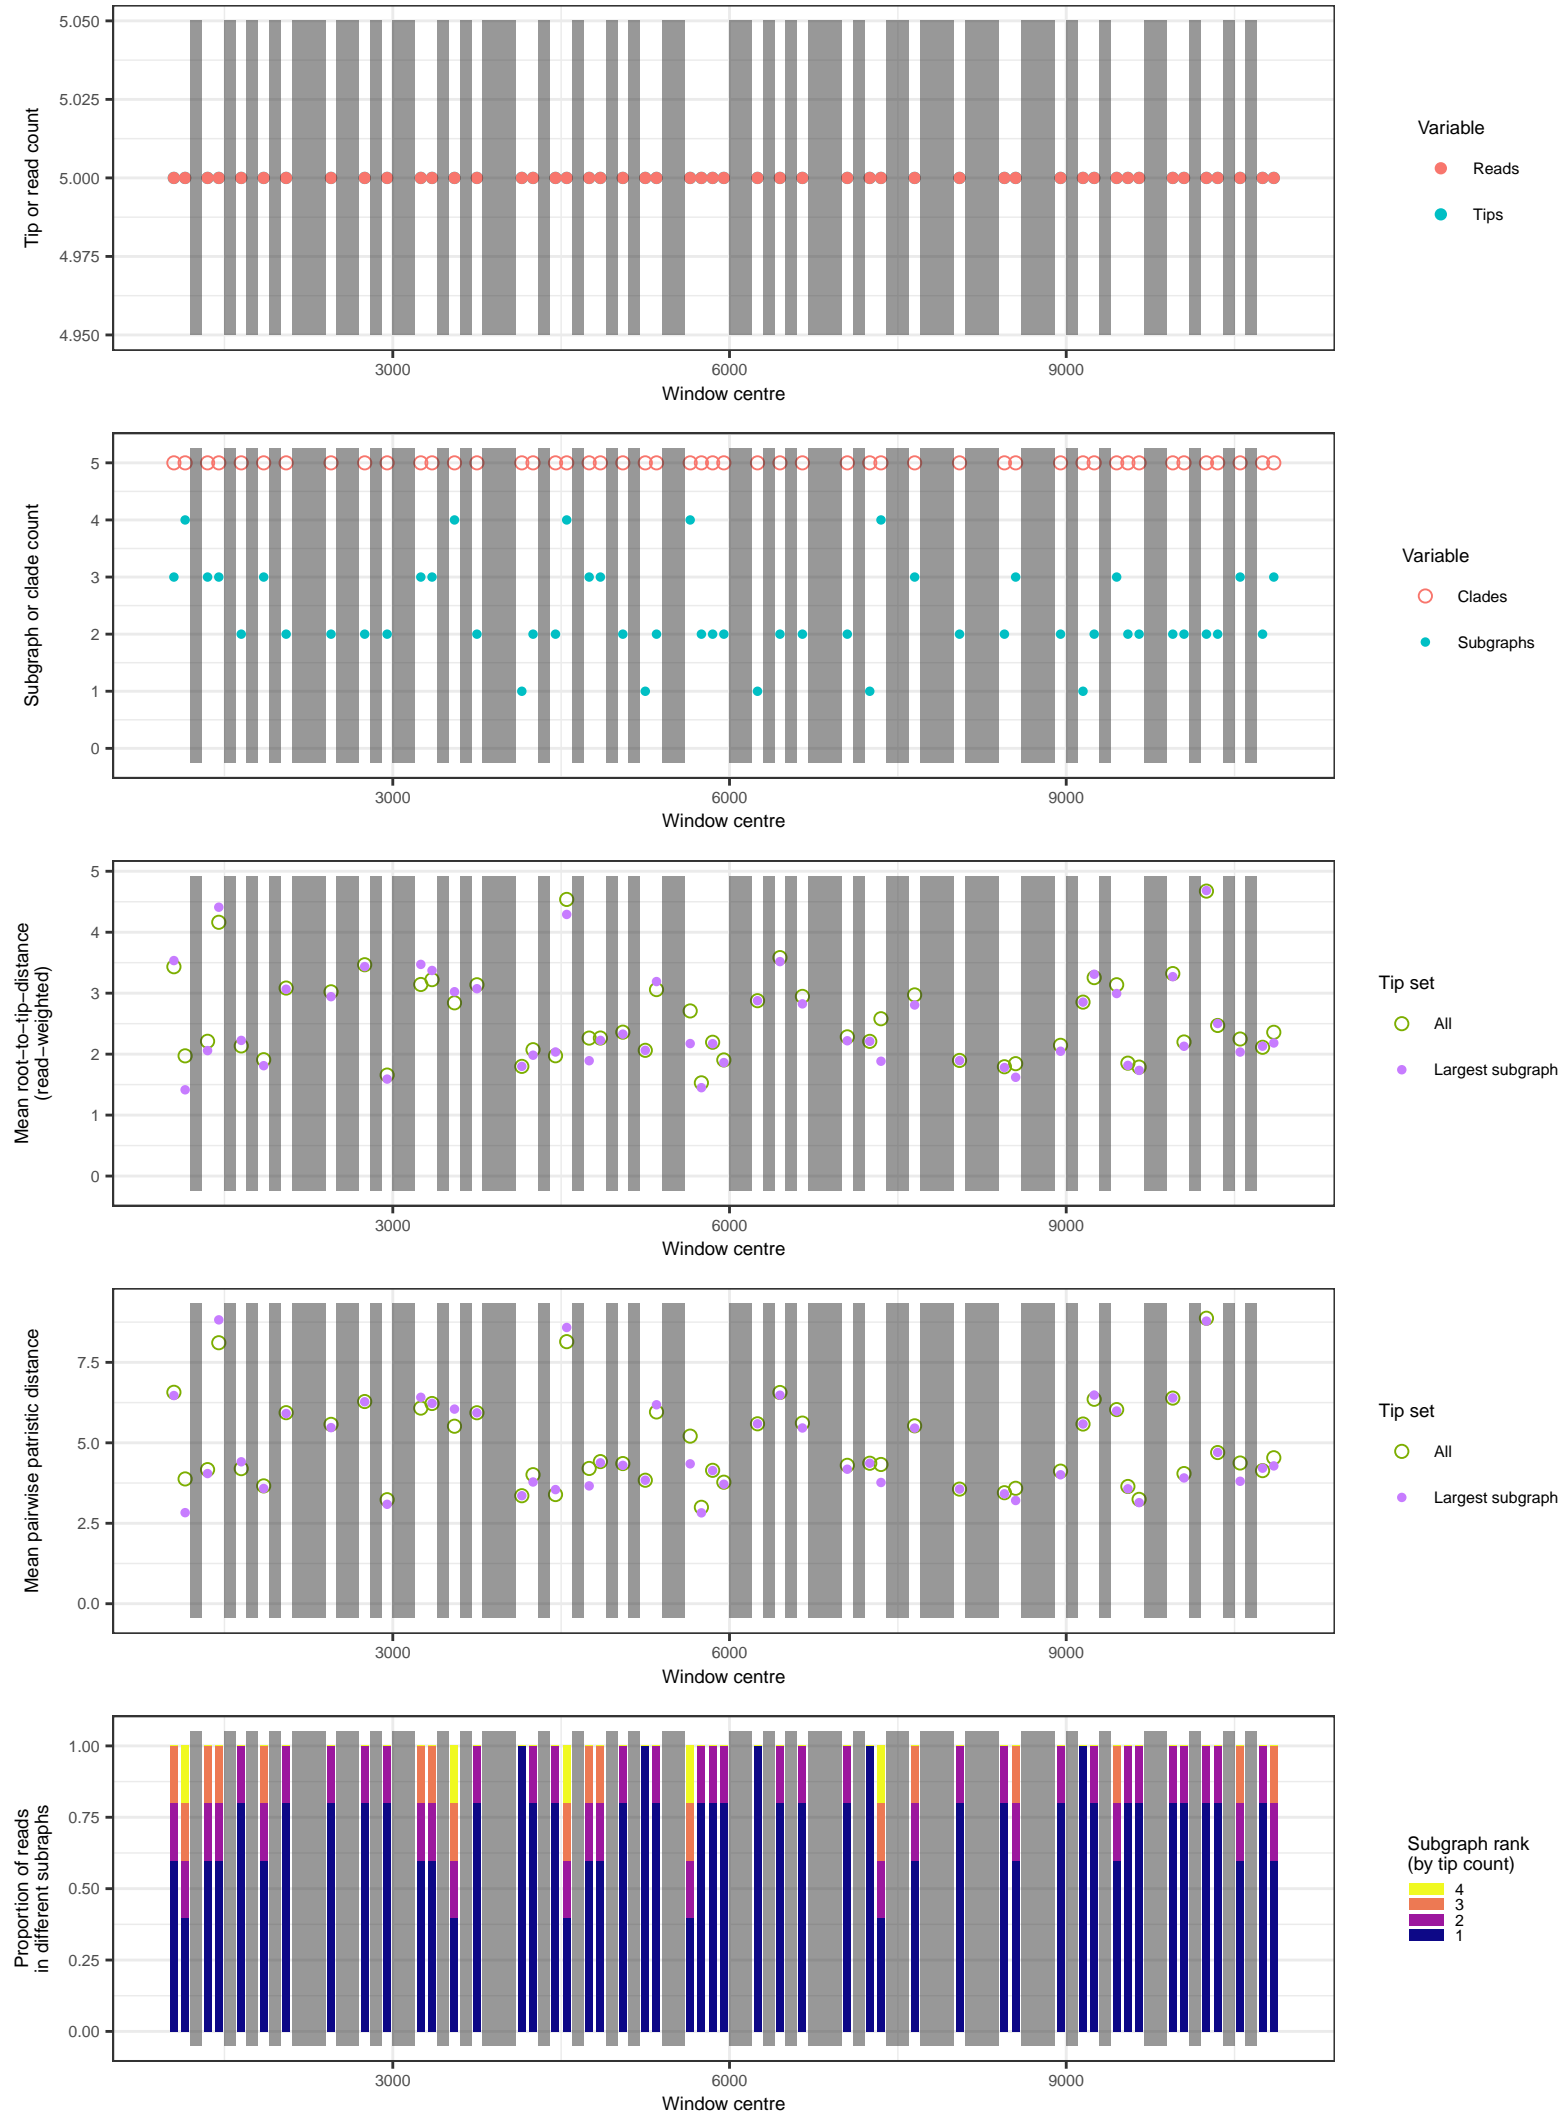 5.050
5.025
5.000
4.975
4.950
Tip or read count
3000
6000
9000
Window centre
Variable
Reads
Tips
5
4
3
2
1
0
Subgraph or clade count
3000
6000
9000
Window centre
Variable
Clades
Subgraphs
5
4
3
2
1
0
Mean root−to−tip−distance
(read−weighted)
3000
6000
9000
Window centre
Tip set
All
Largest subgraph
7.5
5.0
2.5
0.0
Mean pairwise patristic distance
3000
6000
9000
Window centre
Tip set
All
Largest subgraph
1.00
0.75
0.50
0.25
0.00
Proportion of reads
in different subraphs
3000
6000
9000
Window centre
Subgraph rank
(by tip count)
4
3
2
1